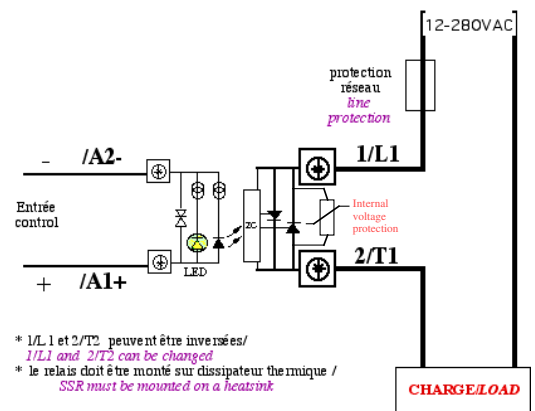 12-280VAC
protection
réseau
line
protection
1/L1
- /A2-
Internal
voltage
protection
Entrée
control
ZC
2/T1
LED
+ /A1+
* 1/L1 et 2/T2 peuvent être inversées/
1/L1 and 2/T2 can be changed
* le relais doit être monté sur dissipateur thermique /
SSR must be mounted on a heatsink
CHARGE/LOAD